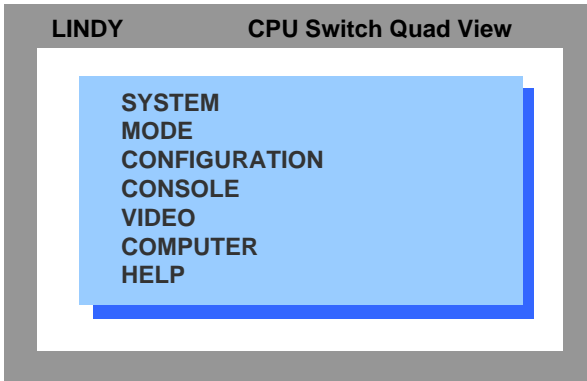 LINDY CPU Switch Quad View
SYSTEM
MODE
CONFIGURATION
CONSOLE
VIDEO
COMPUTER
HELP